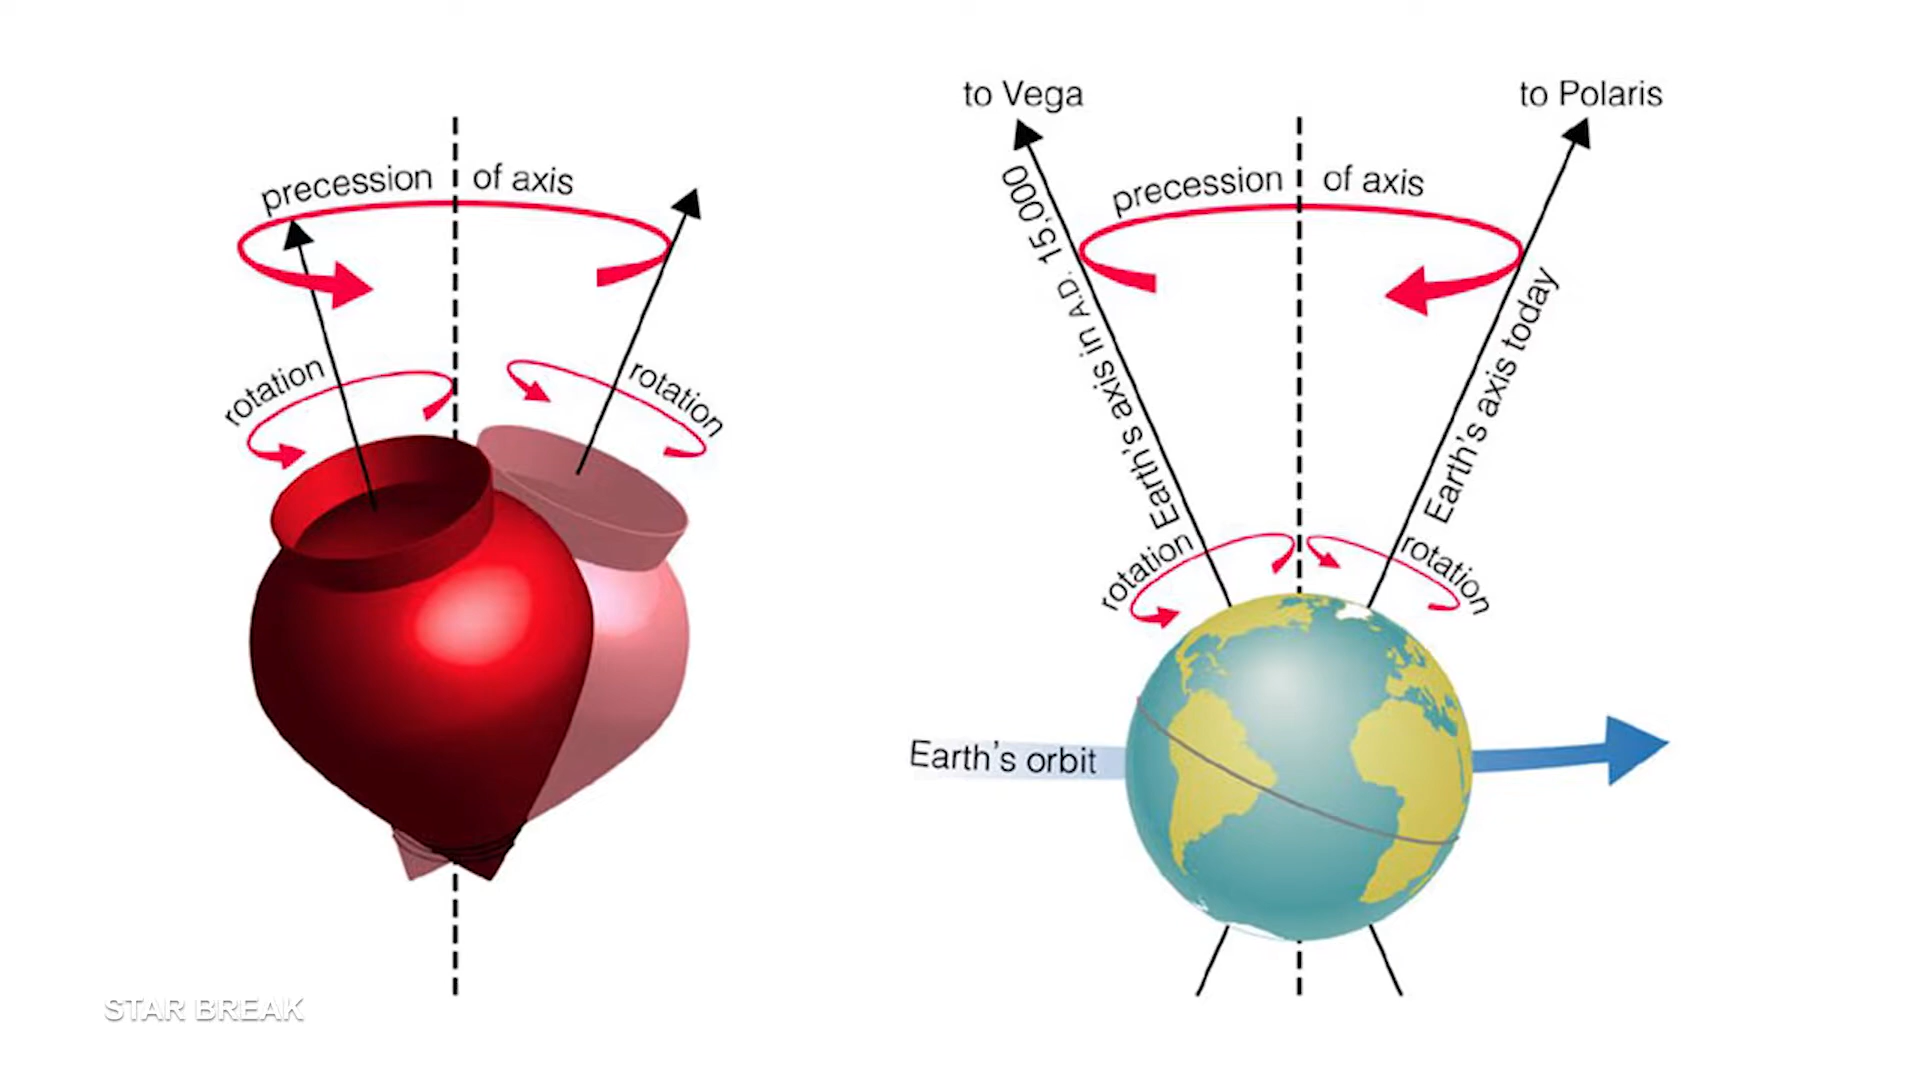 precession of axis
rotation
rotation
to Vega
to Polaris
precession of axis
Earth's axis in A.D. 15,000
Earth's axis today
rotation
rotation
Earth's orbit
STAR BREAK